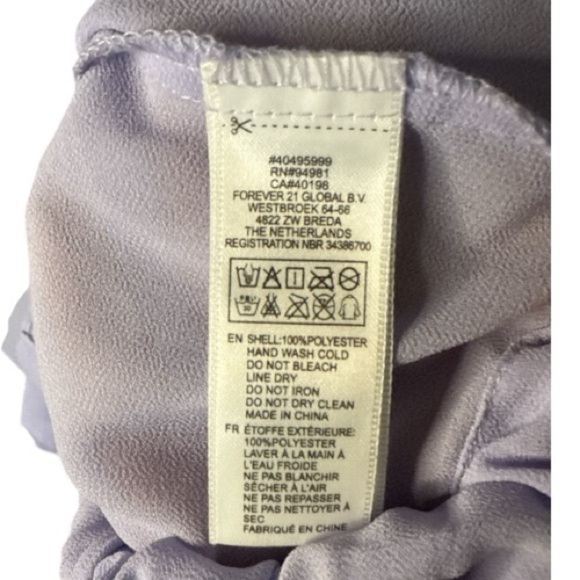 #40495999
RN#94981
CA#40198
FOREVER 21 GLOBAL B.V.
WESTBROEK 64-66
4822 ZW BREDA
THE NETHERLANDS
REGISTRATION NBR 34386700
EN SHELL:100%POLYESTER
HAND WASH COLD
DO NOT BLEACH
LINE DRY
DO NOT IRON
DO NOT DRY CLEAN
MADE IN CHINA
FR ÉTOFFE EXTÉRIEURE:
100%POLYESTER
LAVER À LA MAIN À
L'EAU FROIDE
NE PAS BLANCHIR
SÉCHER À L'AIR
NE PAS REPASSER
NE PAS NETTOYER À
SEC
FABRIQUÉ EN CHINE